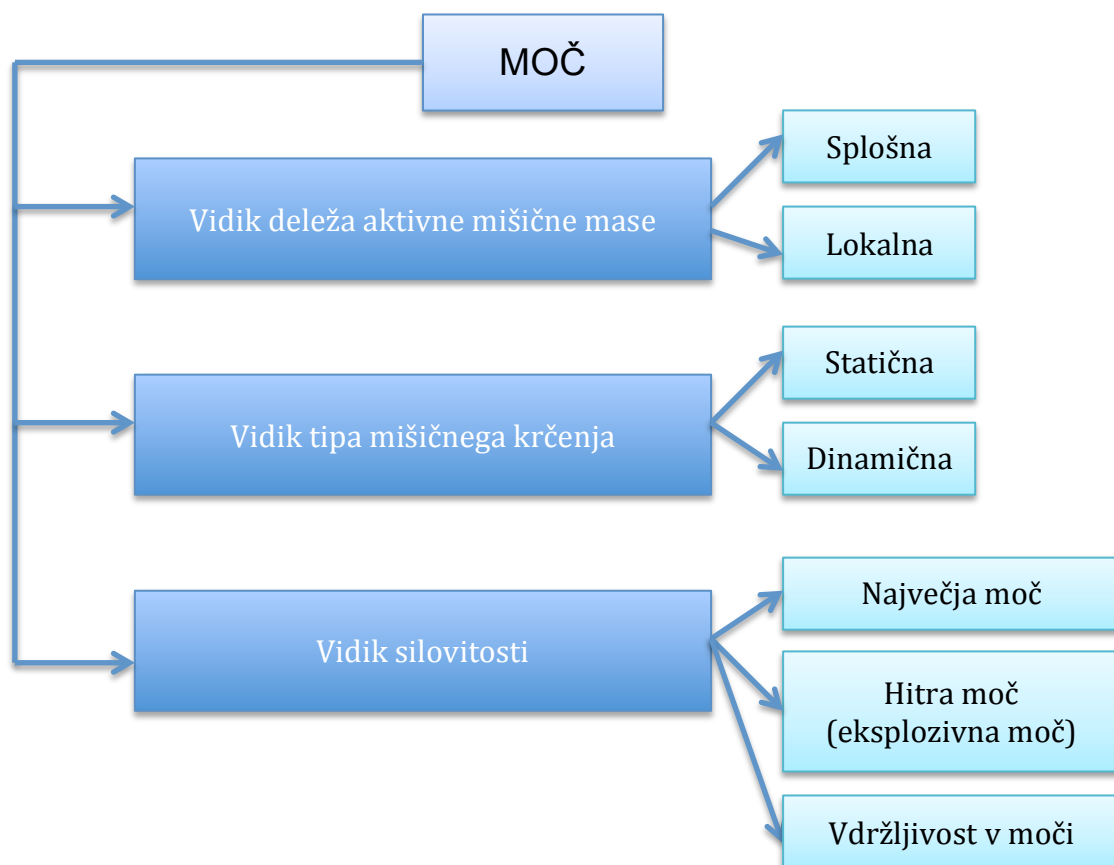 MOČ
Vidik deleža aktivne mišične mase
Splošna
Lokalna
Vidik tipa mišičnega krčenja
Statična
Dinamična
Vidik silovitosti
Največja moč
Hitra moč
(eksplozivna moč)
Vdržljivost v moči